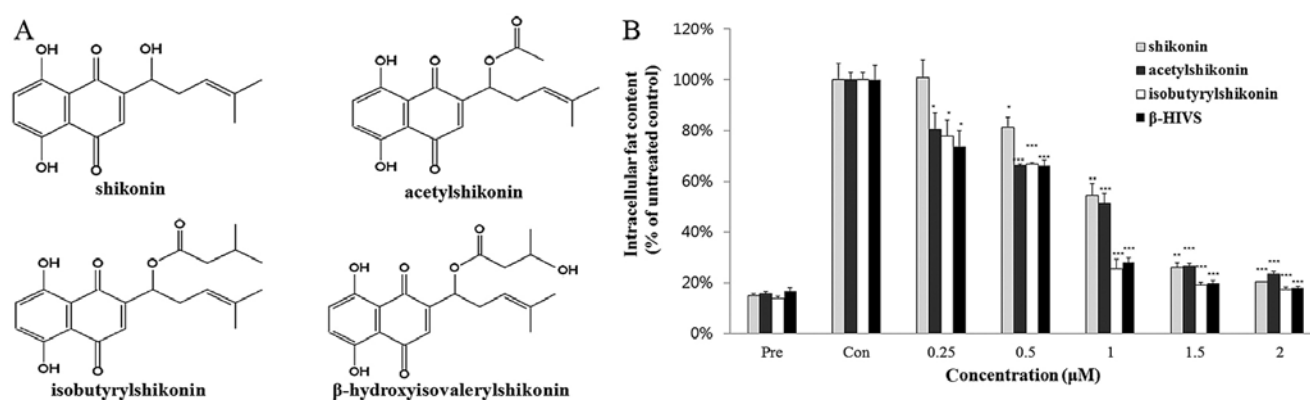 A
OH
O
OH
OH
O
shikonin
O
O
OH
O
OH
O
acetylshikonin
O
O
OH
O
OH
O
isobutyrylshikonin
O
OH
O
OH
O
OH
O
β-hydroxyisovalerylshikonin
B
Intracellular fat content
(% of untreated control)
120%
100%
80%
60%
40%
20%
0%
shikonin
acetylshikonin
isobutyrylshikonin
β-HIVS
* * * *
* *** *** ***
** *** *** ***
** *** *** ***
*** *** ***
Pre Con 0.25 0.5 1 1.5 2
Concentration (μM)